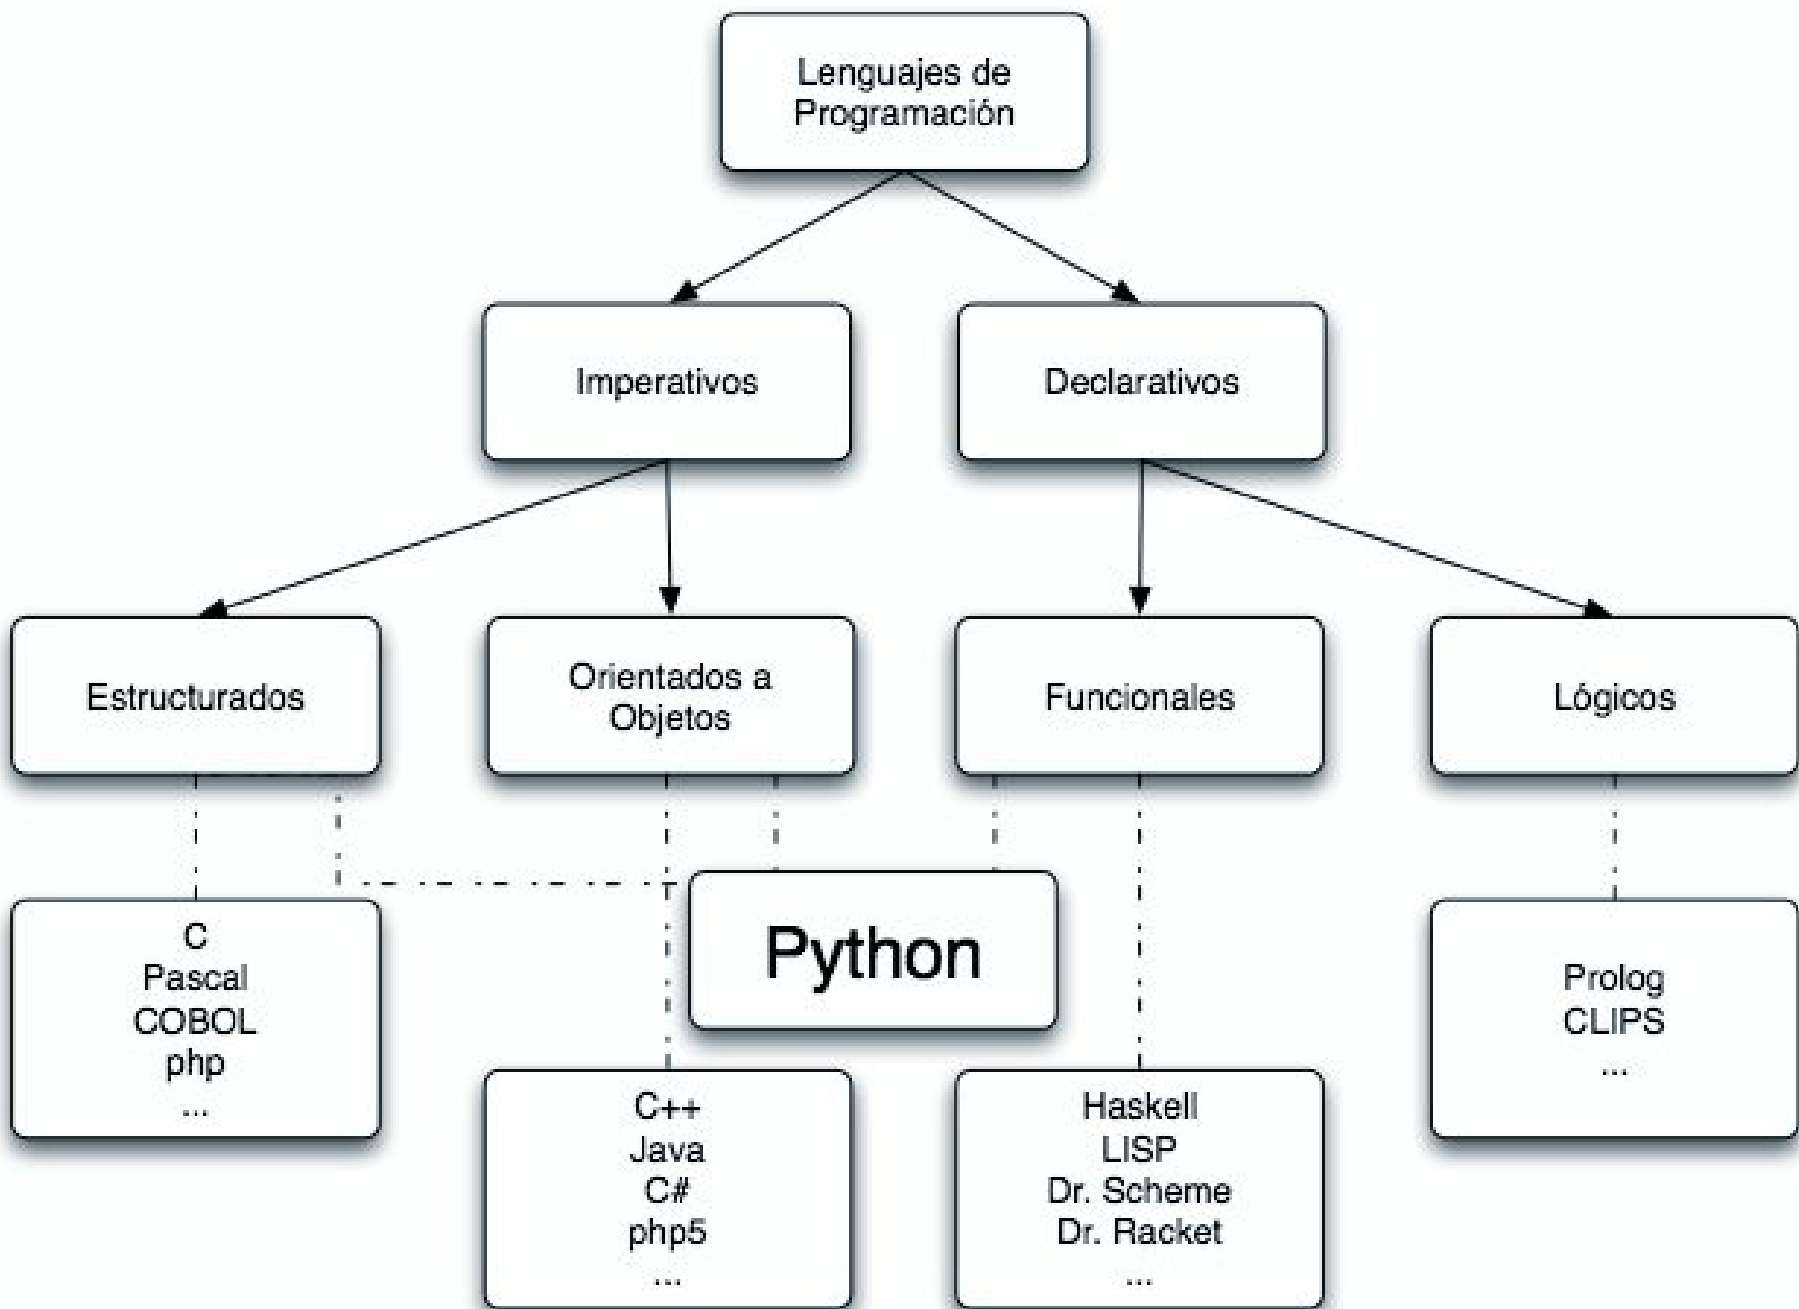 Lenguajes de
Programación
Imperativos
Declarativos
Estructurados
Orientados a
Objetos
Funcionales
Lógicos
C
Pascal
COBOL
php
...
Python
Prolog
CLIPS
...
C++
Java
C#
php5
...
Haskell
LISP
Dr. Scheme
Dr. Racket
...